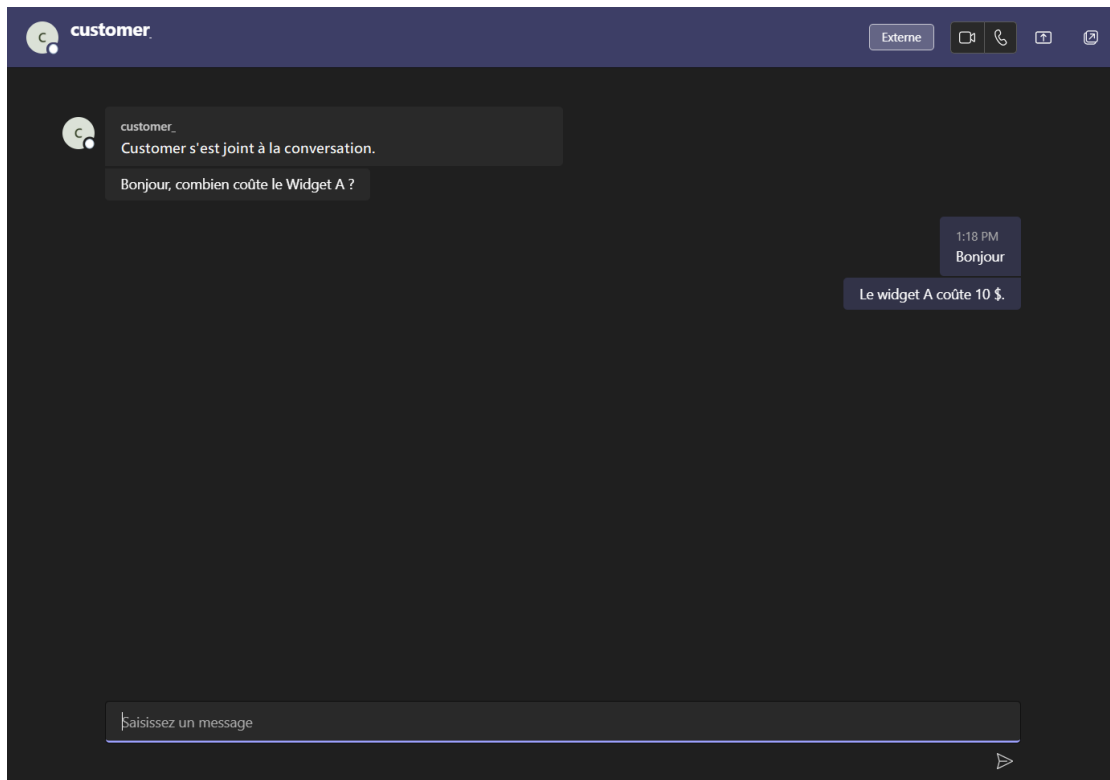 C customer Externe
C customer_
Customer s'est joint à la conversation.
Bonjour, combien coûte le Widget A ?
1:18 PM
Bonjour
Le widget A coûte 10 $.
Saisissez un message